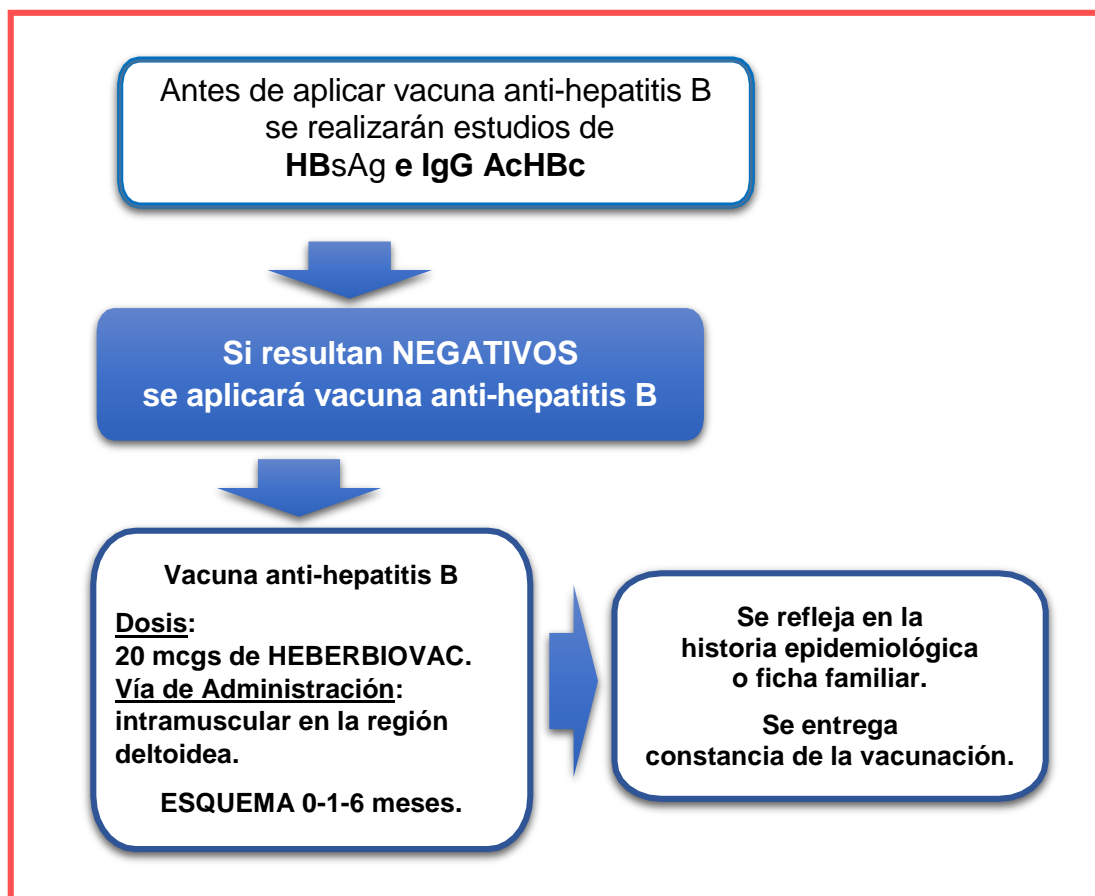 Antes de aplicar vacuna anti-hepatitis B
se realizarán estudios de
HBsAg e IgG AcHBc
Si resultan NEGATIVOS
se aplicará vacuna anti-hepatitis B
Vacuna anti-hepatitis B
Dosis:
20 mcgs de HEBERBIOVAC.
Vía de Administración:
intramuscular en la región
deltoidea.
ESQUEMA 0-1-6 meses.
Se refleja en la
historia epidemiológica
o ficha familiar.
Se entrega
constancia de la vacunación.